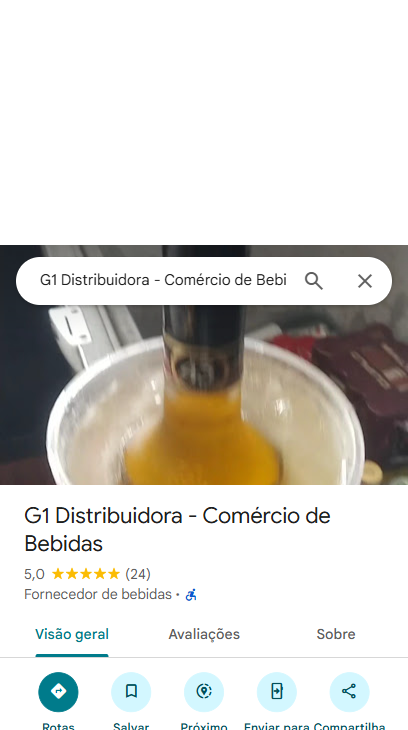 G1 Distribuidora - Comércio de Bebi
G1 Distribuidora - Comércio de
Bebidas
5,0 (24)
Fornecedor de bebidas ·
Visão geral Avaliações Sobre
Rotas Salvar Próximo Enviar para Compartilha